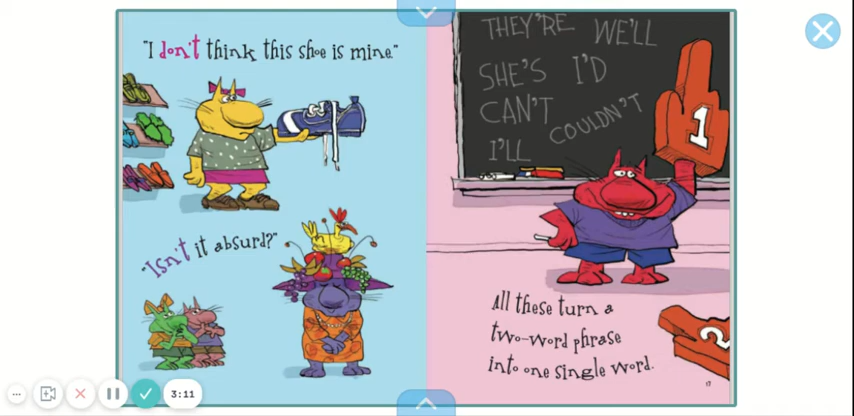 "I don't think this shoe is mine."
"Isn't it absurd?"
THEY'RE WE'LL
SHE'S I'D
CAN'T COULDN'T
I'LL
1
All these turn a
two-word phrase
into one single word.
2
17
3:11